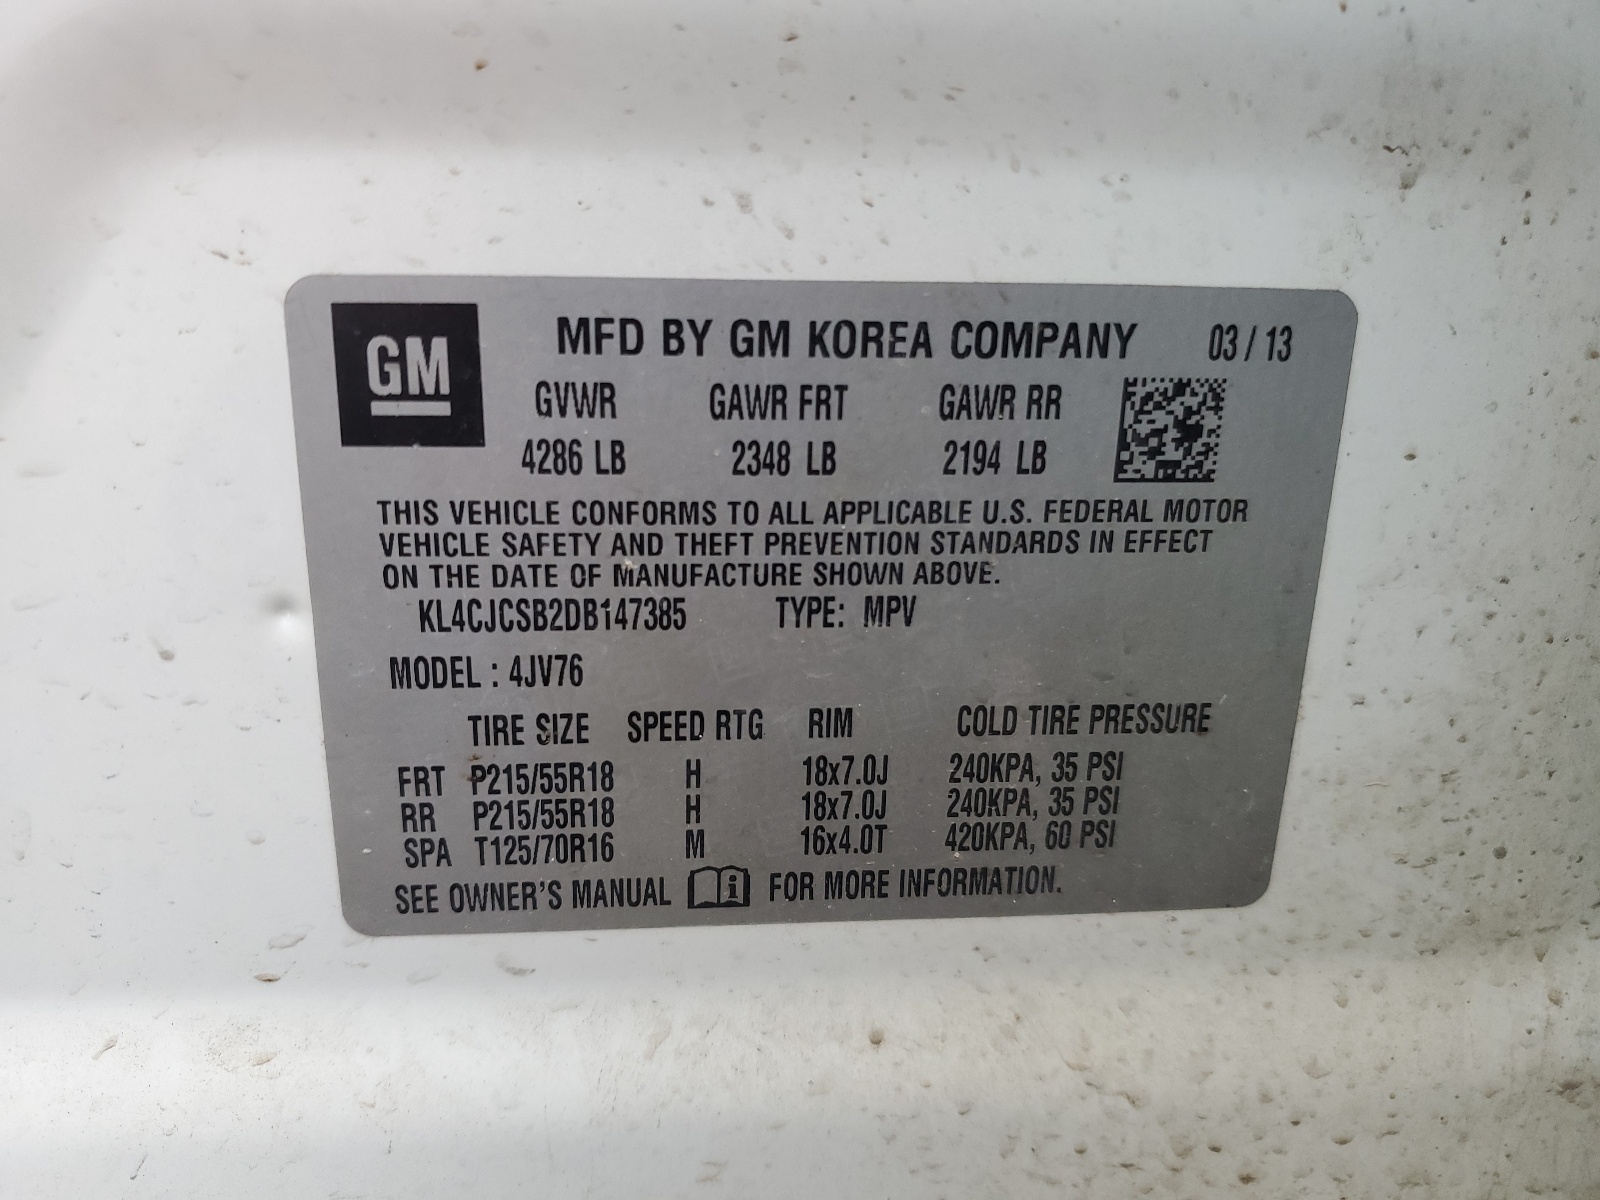 GM
MFD BY GM KOREA COMPANY 03 / 13
GVWR GAWR FRT GAWR RR
4286 LB 2348 LB 2194 LB
THIS VEHICLE CONFORMS TO ALL APPLICABLE U.S. FEDERAL MOTOR
VEHICLE SAFETY AND THEFT PREVENTION STANDARDS IN EFFECT
ON THE DATE OF MANUFACTURE SHOWN ABOVE.
KL4CJCSB2DB147385 TYPE: MPV
MODEL : 4JV76
TIRE SIZE SPEED RTG RIM COLD TIRE PRESSURE
FRT P215/55R18 H 18x7.0J 240KPA, 35 PSI
RR P215/55R18 H 18x7.0J 240KPA, 35 PSI
SPA T125/70R16 M 16x4.0T 420KPA, 60 PSI
SEE OWNER'S MANUAL i FOR MORE INFORMATION.